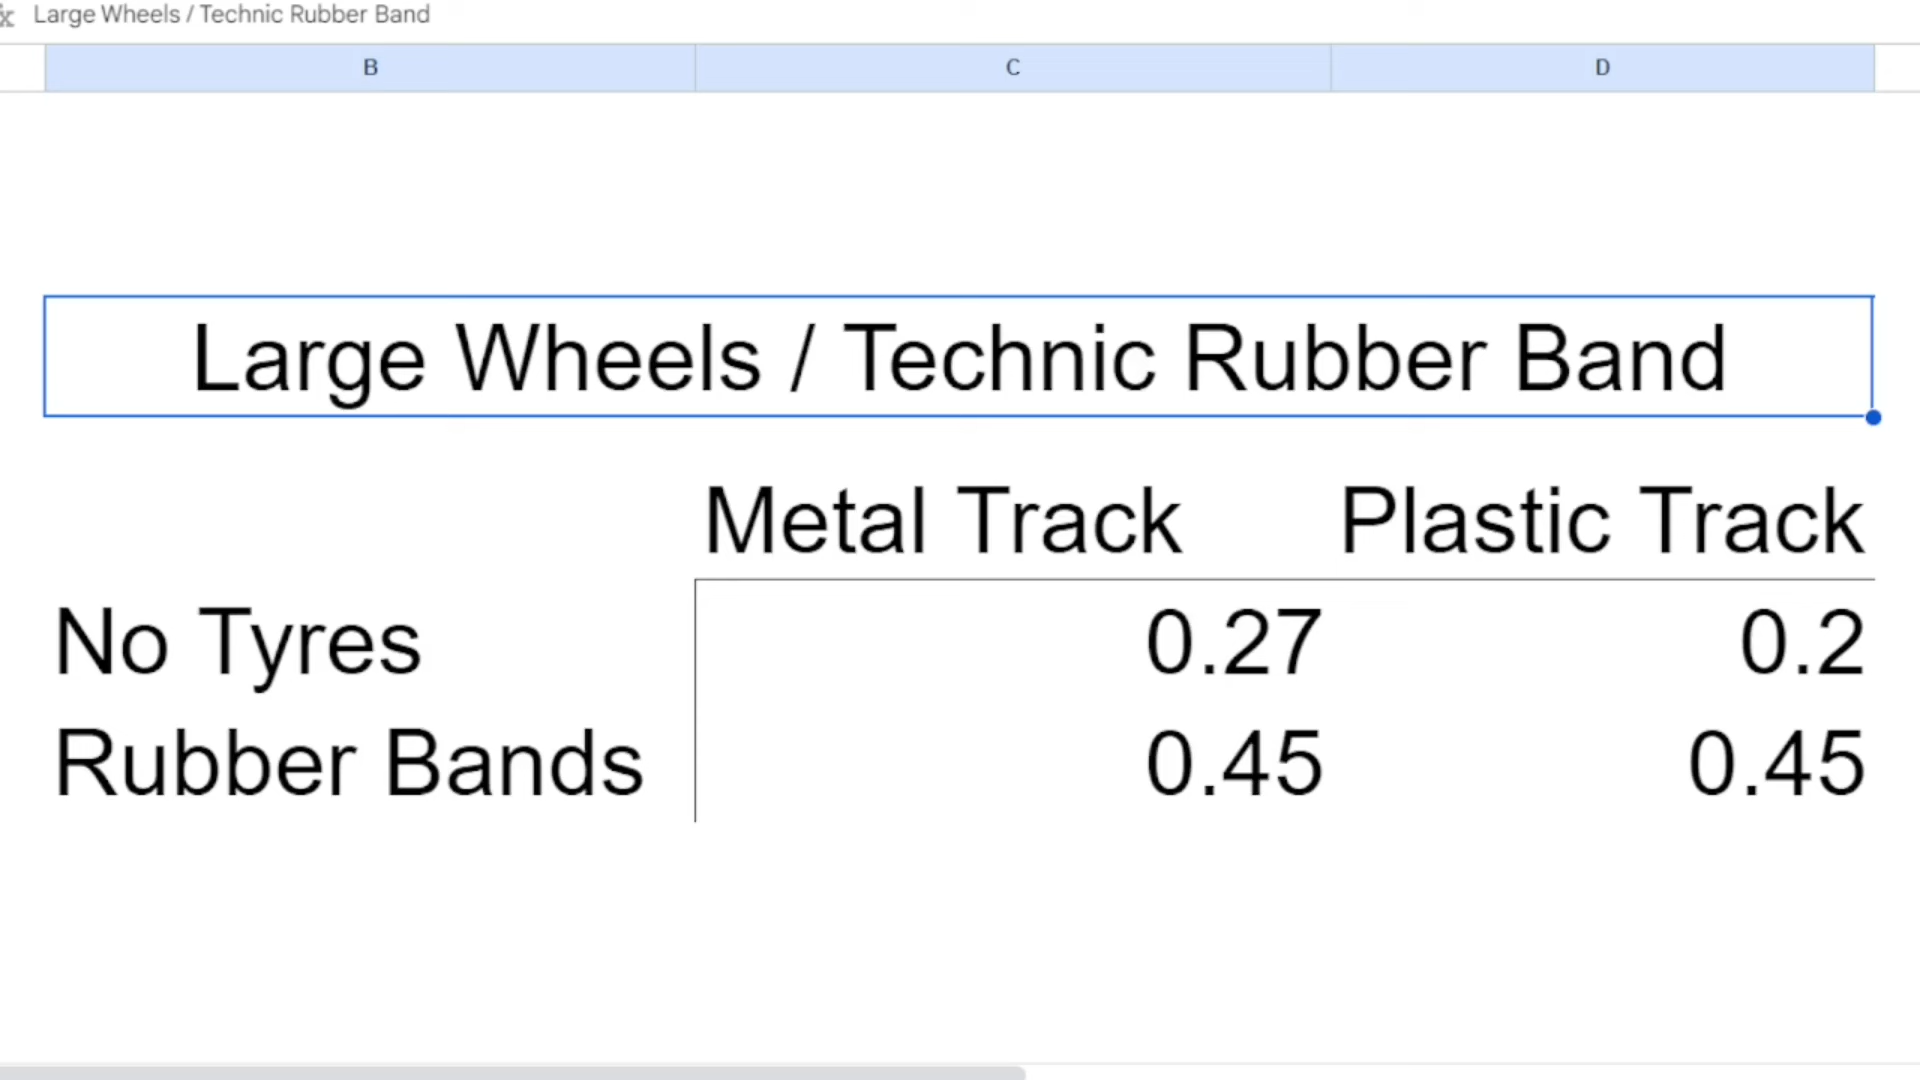 Large Wheels / Technic Rubber Band
B C D
Large Wheels / Technic Rubber Band
Metal Track Plastic Track
No Tyres 0.27 0.2
Rubber Bands 0.45 0.45